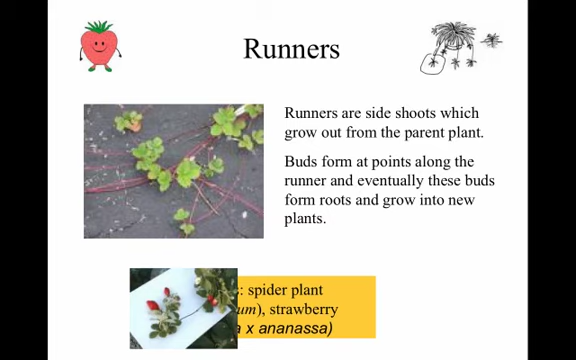 Runners
Runners are side shoots which
grow out from the parent plant.
Buds form at points along the
runner and eventually these buds
form roots and grow into new
plants.
: spider plant
), strawberry
x ananassa)